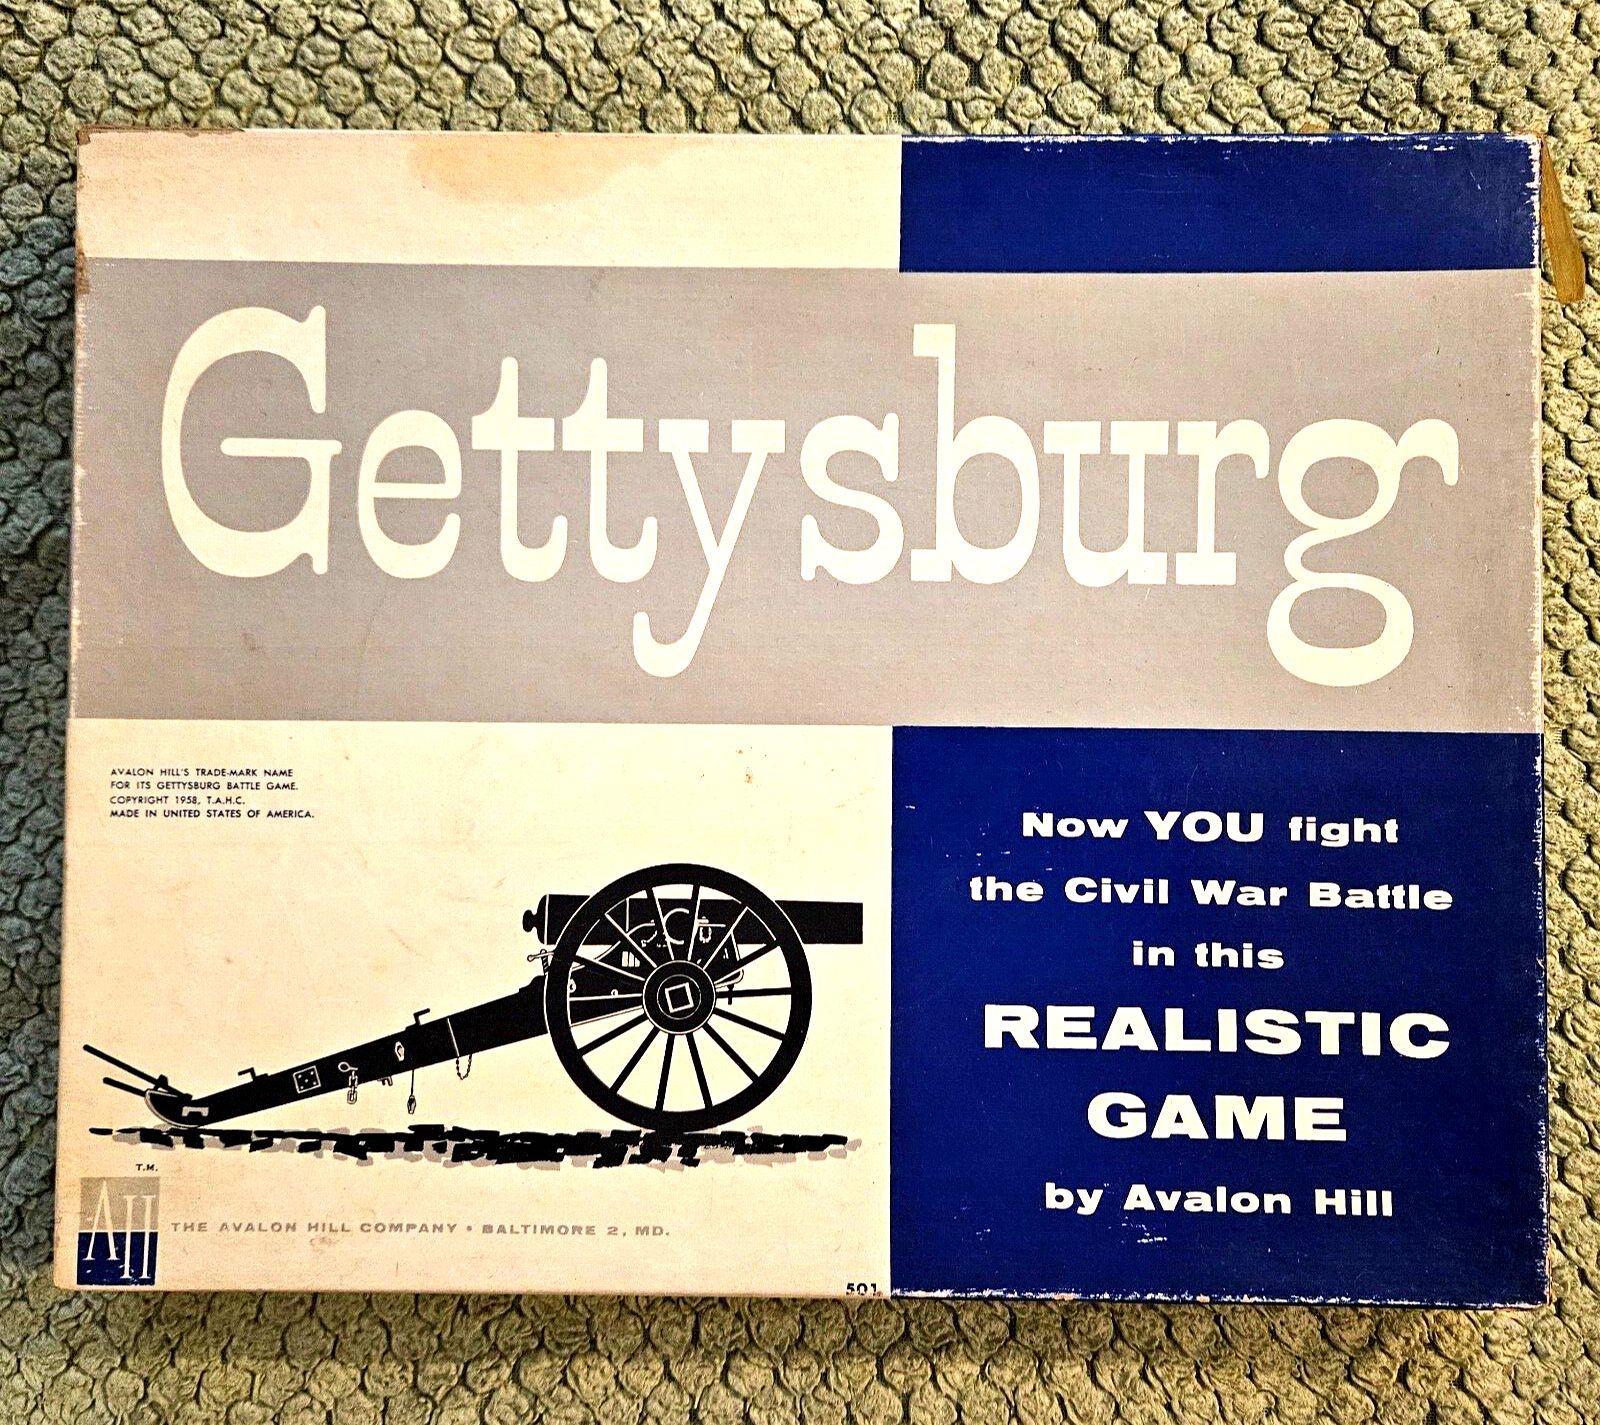 Gettysburg
AVALON HILL'S TRADE-MARK NAME
FOR ITS GETTYSBURG BATTLE GAME.
COPYRIGHT 1958, T.A.H.C.
MADE IN UNITED STATES OF AMERICA.
Now YOU fight
the Civil War Battle
in this
REALISTIC
GAME
by Avalon Hill
T.M.
AH
THE AVALON HILL COMPANY • BALTIMORE 2, MD.
501